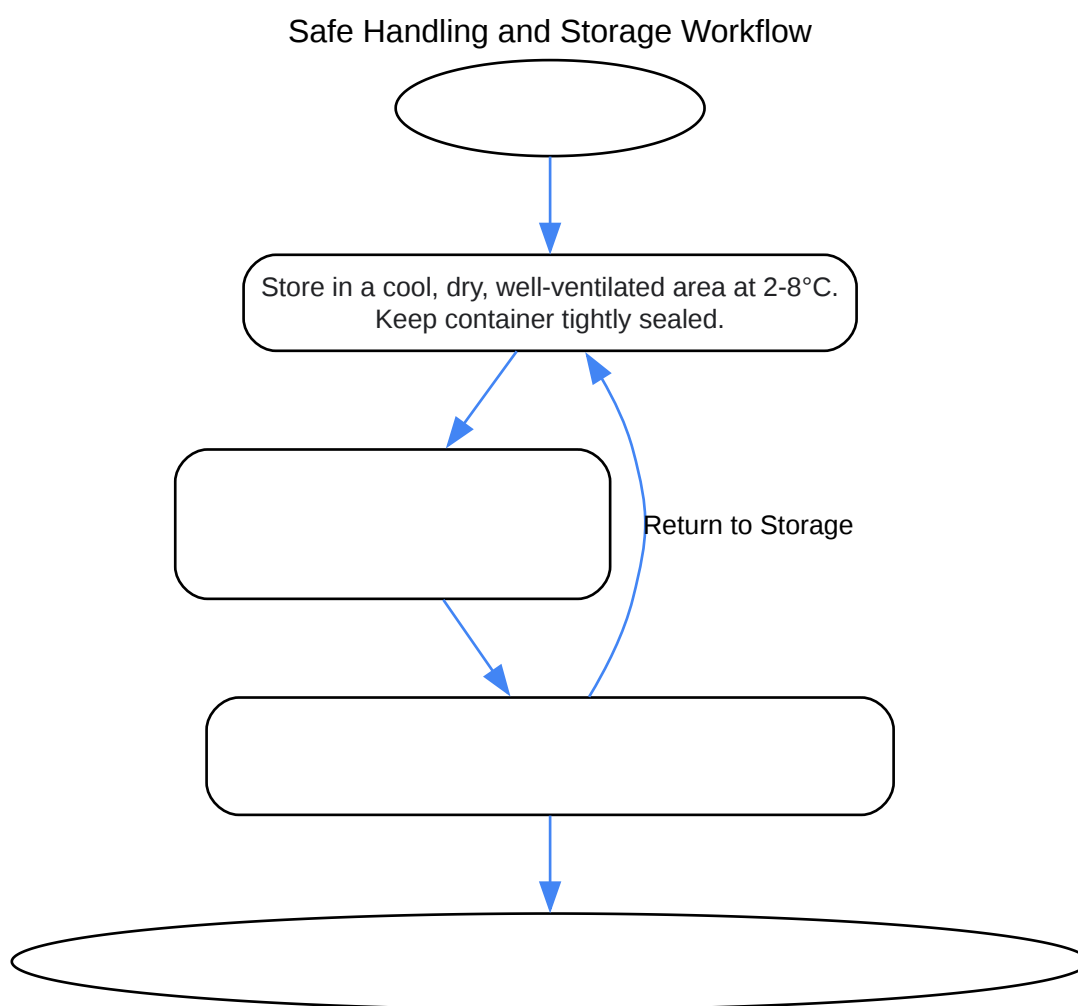 Safe Handling and Storage Workflow
Store in a cool, dry, well-ventilated area at 2-8°C.
Keep container tightly sealed.
Return to Storage